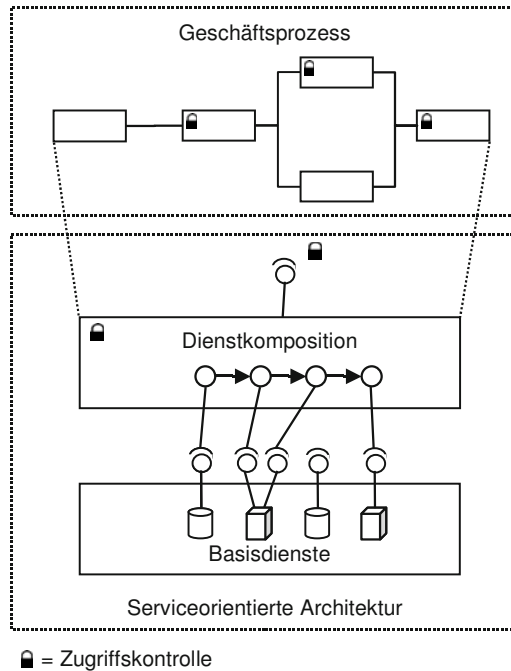 Geschäftsprozess
Dienstkomposition
Basisdienste
Serviceorientierte Architektur
= Zugriffskontrolle